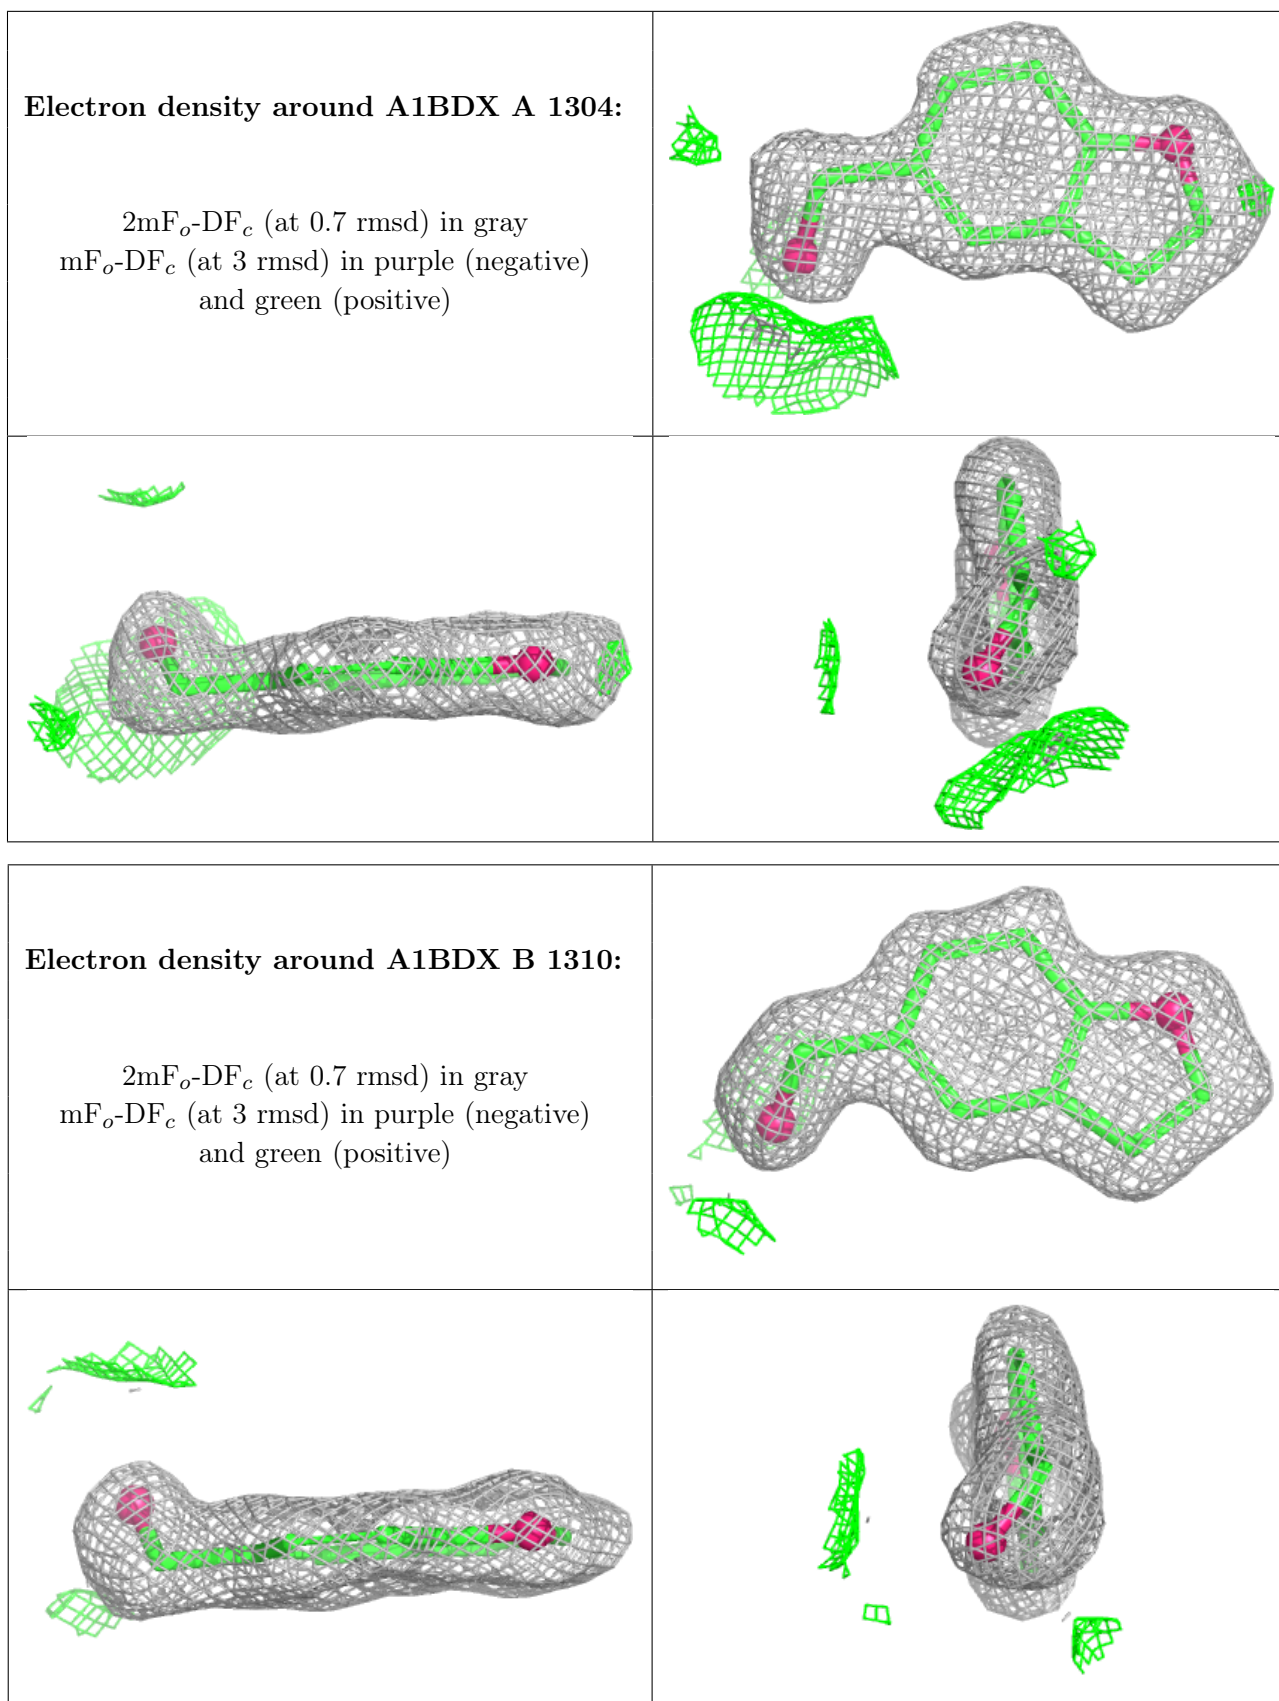 Electron density around A1BDX A 1304:
2mFo-DFc (at 0.7 rmsd) in gray
mFo-DFc (at 3 rmsd) in purple (negative)
and green (positive)
Electron density around A1BDX B 1310:
2mFo-DFc (at 0.7 rmsd) in gray
mFo-DFc (at 3 rmsd) in purple (negative)
and green (positive)